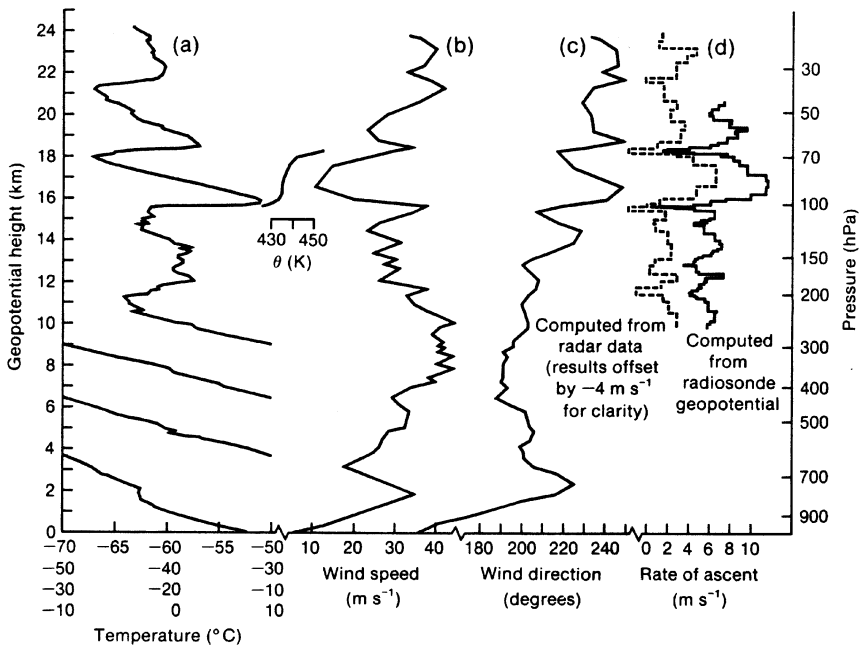 24
22
20
18
16
14
12
10
8
6
4
2
0
Geopotential height (km)
(a)
(b)
(c)
(d)
30
50
70
100
150
200
300
400
500
700
900
Pressure (hPa)
430 450
θ (K)
Computed from
radar data
(results offset
by −4 m s⁻¹
for clarity)
Computed
from
radiosonde
geopotential
−70 −65 −60 −55 −50
−50 −40 −30
−30 −20 −10
−10 0 10
Temperature (°C)
10 20 30 40
Wind speed
(m s⁻¹)
180 200 220 240
Wind direction
(degrees)
0 2 4 6 8 10
Rate of ascent
(m s⁻¹)